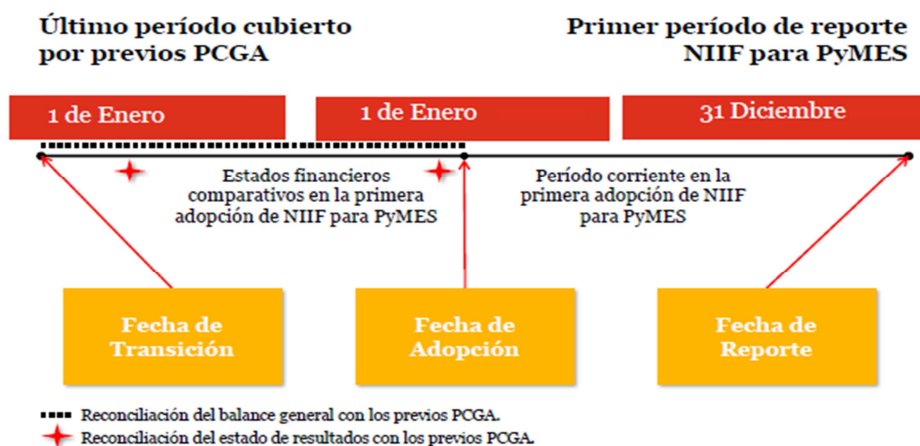 Último período cubierto
por previos PCGA
Primer período de reporte
NIIF para PyMES
1 de Enero
1 de Enero
31 Diciembre
Estados financieros
comparativos en la primera
adopción de NIIF para PyMES
Período corriente en la
primera adopción de NIIF
para PyMES
Fecha de
Transición
Fecha de
Adopción
Fecha de
Reporte
Reconciliación del balance general con los previos PCGA.
Reconciliación del estado de resultados con los previos PCGA.